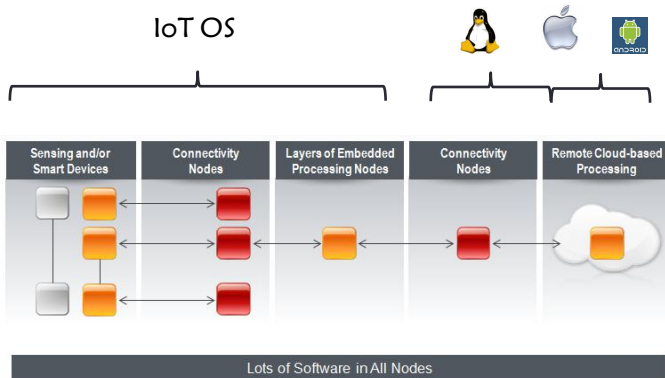 IoT OS
ANDROID
Sensing and/or
Smart Devices
Connectivity
Nodes
Layers of Embedded
Processing Nodes
Connectivity
Nodes
Remote Cloud-based
Processing
Lots of Software in All Nodes